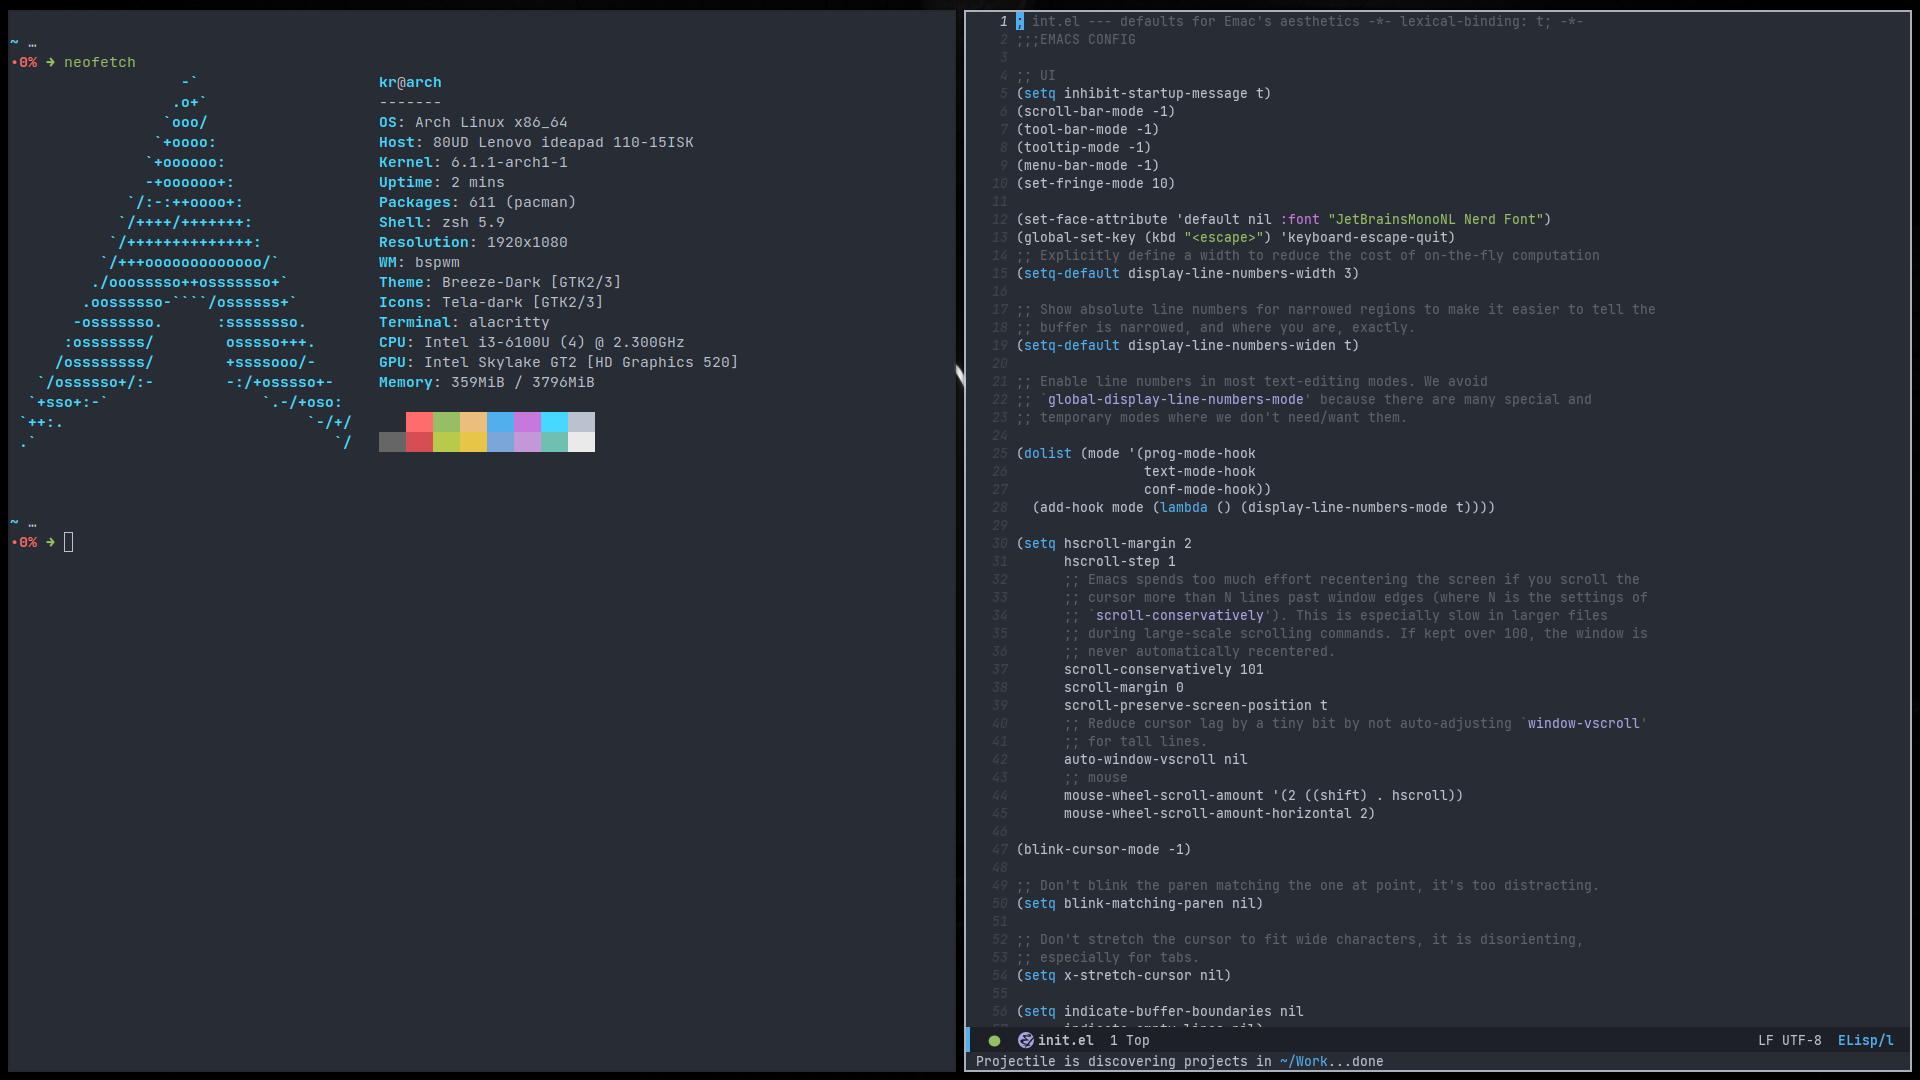 ~ …
•0% ➜ neofetch
                   -`
                  .o+`
                 `ooo/
                `+oooo:
               `+oooooo:
               -+oooooo+:
             `/:-:++oooo+:
            `/++++/+++++++:
           `/++++++++++++++:
          `/+++ooooooooooooo/`
         ./ooosssso++osssssso+`
        .oossssso-````/ossssss+`
       -osssssso.      :ssssssso.
      :osssssss/        osssso+++.
     /ossssssss/        +ssssooo/-
   `/ossssso+/:-        -:/+osssso+-
  `+sso+:-`                 `.-/+oso:
 `++:.                           `-/+/
 .`                                 `/
kr@arch
-------
OS: Arch Linux x86_64
Host: 80UD Lenovo ideapad 110-15ISK
Kernel: 6.1.1-arch1-1
Uptime: 2 mins
Packages: 611 (pacman)
Shell: zsh 5.9
Resolution: 1920x1080
WM: bspwm
Theme: Breeze-Dark [GTK2/3]
Icons: Tela-dark [GTK2/3]
Terminal: alacritty
CPU: Intel i3-6100U (4) @ 2.300GHz
GPU: Intel Skylake GT2 [HD Graphics 520]
Memory: 359MiB / 3796MiB
~ …
•0% ➜
1 ; int.el --- defaults for Emac's aesthetics -*- lexical-binding: t; -*-
2 ;;;EMACS CONFIG
3
4 ;; UI
5 (setq inhibit-startup-message t)
6 (scroll-bar-mode -1)
7 (tool-bar-mode -1)
8 (tooltip-mode -1)
9 (menu-bar-mode -1)
10 (set-fringe-mode 10)
11
12 (set-face-attribute 'default nil :font "JetBrainsMonoNL Nerd Font")
13 (global-set-key (kbd "<escape>") 'keyboard-escape-quit)
14 ;; Explicitly define a width to reduce the cost of on-the-fly computation
15 (setq-default display-line-numbers-width 3)
16
17 ;; Show absolute line numbers for narrowed regions to make it easier to tell the
18 ;; buffer is narrowed, and where you are, exactly.
19 (setq-default display-line-numbers-widen t)
20
21 ;; Enable line numbers in most text-editing modes. We avoid
22 ;; `global-display-line-numbers-mode' because there are many special and
23 ;; temporary modes where we don't need/want them.
24
25 (dolist (mode '(prog-mode-hook
26                 text-mode-hook
27                 conf-mode-hook))
28   (add-hook mode (lambda () (display-line-numbers-mode t))))
29
30 (setq hscroll-margin 2
31       hscroll-step 1
32       ;; Emacs spends too much effort recentering the screen if you scroll the
33       ;; cursor more than N lines past window edges (where N is the settings of
34       ;; `scroll-conservatively'). This is especially slow in larger files
35       ;; during large-scale scrolling commands. If kept over 100, the window is
36       ;; never automatically recentered.
37       scroll-conservatively 101
38       scroll-margin 0
39       scroll-preserve-screen-position t
40       ;; Reduce cursor lag by a tiny bit by not auto-adjusting `window-vscroll'
41       ;; for tall lines.
42       auto-window-vscroll nil
43       ;; mouse
44       mouse-wheel-scroll-amount '(2 ((shift) . hscroll))
45       mouse-wheel-scroll-amount-horizontal 2)
46
47 (blink-cursor-mode -1)
48
49 ;; Don't blink the paren matching the one at point, it's too distracting.
50 (setq blink-matching-paren nil)
51
52 ;; Don't stretch the cursor to fit wide characters, it is disorienting,
53 ;; especially for tabs.
54 (setq x-stretch-cursor nil)
55
56 (setq indicate-buffer-boundaries nil
57       indicate-empty-lines nil)
init.el 1 Top LF UTF-8 ELisp/l
Projectile is discovering projects in ~/Work...done